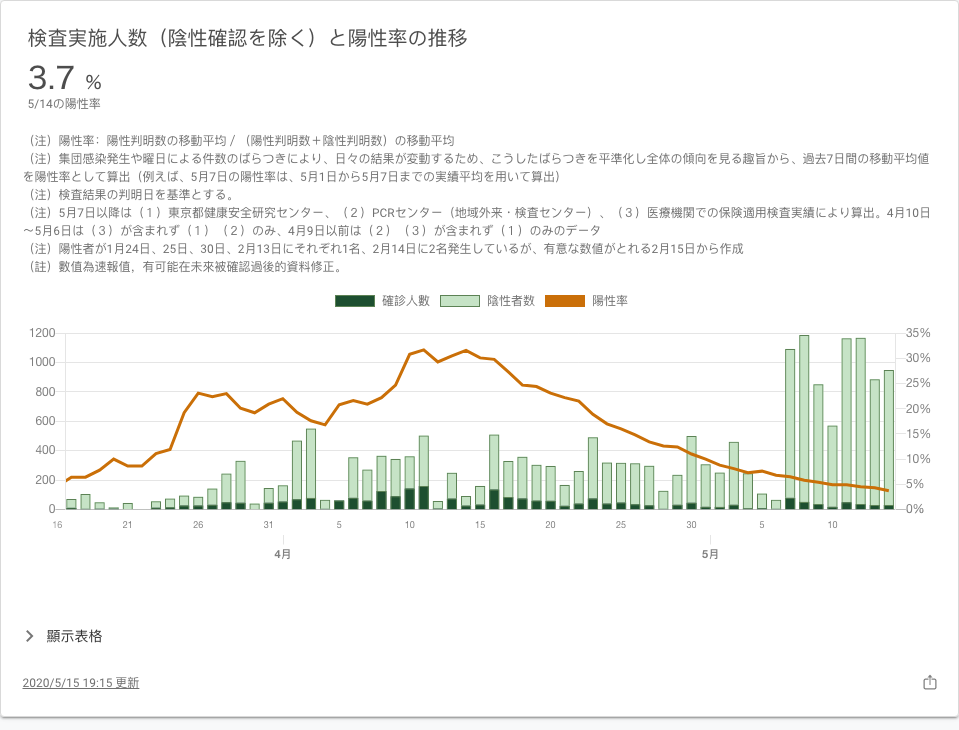 検査実施人数（陰性確認を除く）と陽性率の推移
3.7 %
5/14の陽性率
（注）陽性率：陽性判明数の移動平均 / （陽性判明数＋陰性判明数）の移動平均
（注）集団感染発生や曜日による件数のばらつきにより、日々の結果が変動するため、こうしたばらつきを平準化し全体の傾向を見る趣旨から、過去7日間の移動平均値
を陽性率として算出（例えば、5月7日の陽性率は、5月1日から5月7日までの実績平均を用いて算出）
（注）検査結果の判明日を基準とする。
（注）5月7日以降は（1）東京都健康安全研究センター、（2）PCRセンター（地域外来・検査センター）、（3）医療機関での保険適用検査実績により算出。4月10日
～5月6日は（3）が含まれず（1）（2）のみ、4月9日以前は（2）（3）が含まれず（1）のみのデータ
（注）陽性者が1月24日、25日、30日、2月13日にそれぞれ1名、2月14日に2名発生しているが、有意な数値がとれる2月15日から作成
（註）數值為速報值，有可能在未來被確認過後的資料修正。
確診人數 陰性者数 陽性率
1200 35%
30%
1000
25%
800
20%
600
15%
400
10%
200
5%
0 0%
16 21 26 31 5 10 15 20 25 30 5 10
4月 5月
顯示表格
2020/5/15 19:15 更新